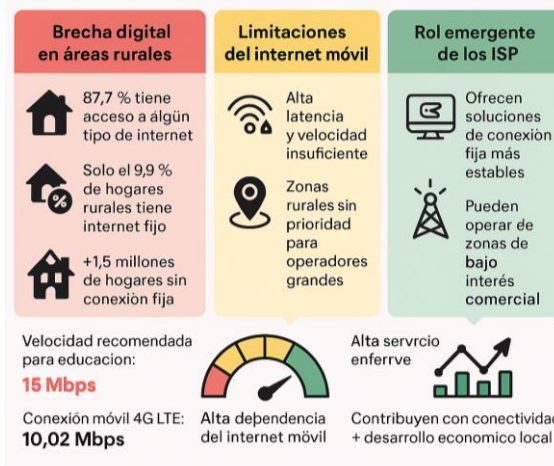 Brecha digital
en áreas rurales
87,7 % tiene
acceso a álgün
tipo de internet
Solo el 9,9 %
de hogares
rurales tiene
internet fijo
+1,5 millones
de hogares sin
conexiòn fija
Limitaciones
del internet móvil
Alta
latencia
y velocidad
insuficiente
Zonas
rurales sin
prioridad
para
operadores
grandes
Rol emergente
de los ISP
Ofrecen
soluciones
de conexiòn
fija más
estables
Pueden
operar de
zonas de
bajo
interés
comercial
Velocidad recomendada
para educacion:
15 Mbps
Conexión móvil 4G LTE:
10,02 Mbps
Alta dependencia
del internet mövil
Alta servrcio
enferrve
Contribuyen con conectividad
+ desarrollo economico local